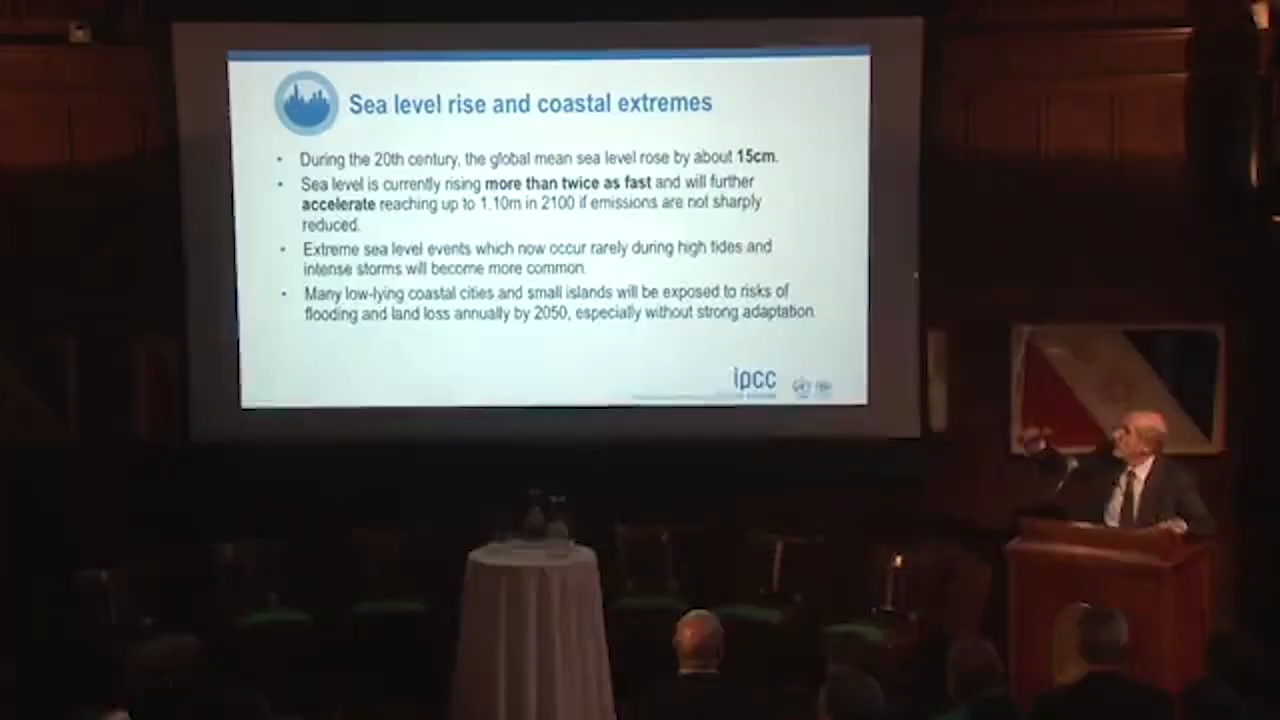 Sea level rise and coastal extremes
• During the 20th century, the global mean sea level rose by about 15cm.
• Sea level is currently rising more than twice as fast and will further
accelerate reaching up to 1.10m in 2100 if emissions are not sharply
reduced.
• Extreme sea level events which now occur rarely during high tides and
intense storms will become more common.
• Many low-lying coastal cities and small islands will be exposed to risks of
flooding and land loss annually by 2050, especially without strong adaptation.
ipcc